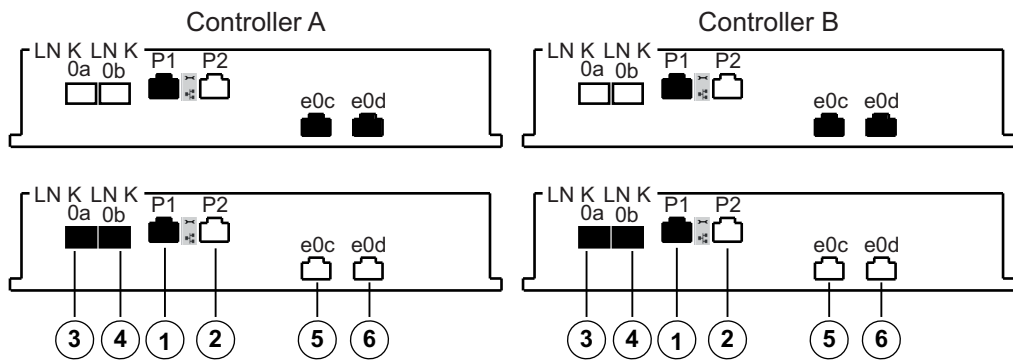 Controller A Controller B
LN K LN K P1 P2 LN K LN K P1 P2
0a 0b 0a 0b
e0c e0d e0c e0d
LN K LN K P1 P2 LN K LN K P1 P2
0a 0b 0a 0b
e0c e0d e0c e0d
3 4 1 2 5 6 3 4 1 2 5 6